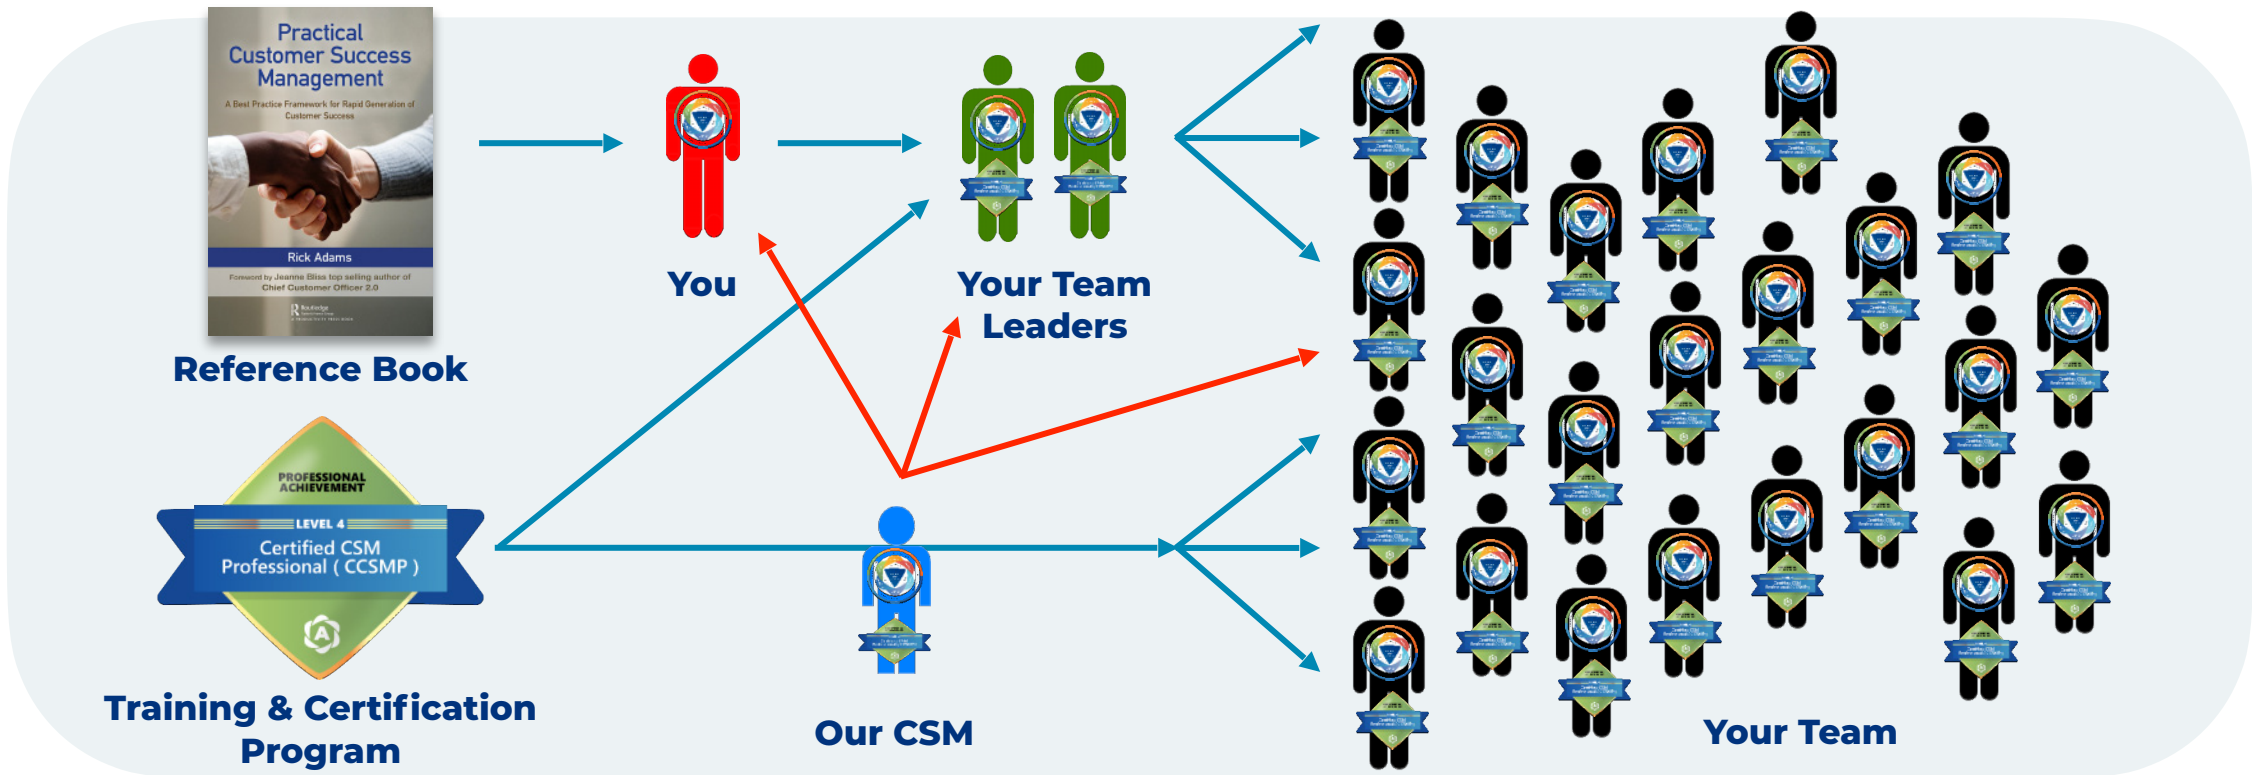 Practical
Customer Success
Management
A Best Practice Framework for Rapid Generation of
Customer Success
Rick Adams
Foreword by Jeanne Bliss top selling author of
Chief Customer Officer 2.0
Routledge
Reference Book
You
Your Team
Leaders
PROFESSIONAL
ACHIEVEMENT
LEVEL 4
Certified CSM
Professional ( CCSMP )
A
Training & Certification
Program
Our CSM
Your Team